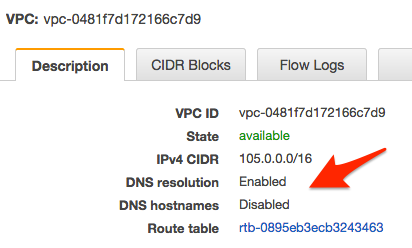 VPC: vpc-0481f7d172166c7d9
Description CIDR Blocks Flow Logs
VPC ID vpc-0481f7d172166c7d9
State available
IPv4 CIDR 105.0.0.0/16
DNS resolution Enabled
DNS hostnames Disabled
Route table rtb-0895eb3ecb3243463